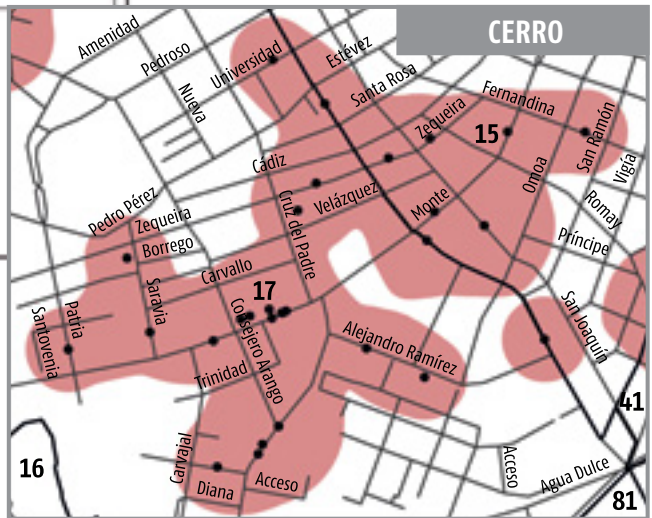 CERRO
Amenidad
Pedroso
Universidad
Estévez
Nueva
Santa Rosa
Fernandina
Zequeira
15
San Ramón
Cádiz
Omoa
Vigía
Velázquez
Monte
Romay
Pedro Pérez
Zequeira
Cruz del Padre
Príncipe
Borrego
Carvallo
17
Saravia
Patria
Santovenia
Consejero Arango
San Joaquín
Alejandro Ramírez
Trinidad
41
Carvajal
16
Acceso
Acceso
Agua Dulce
Diana
81